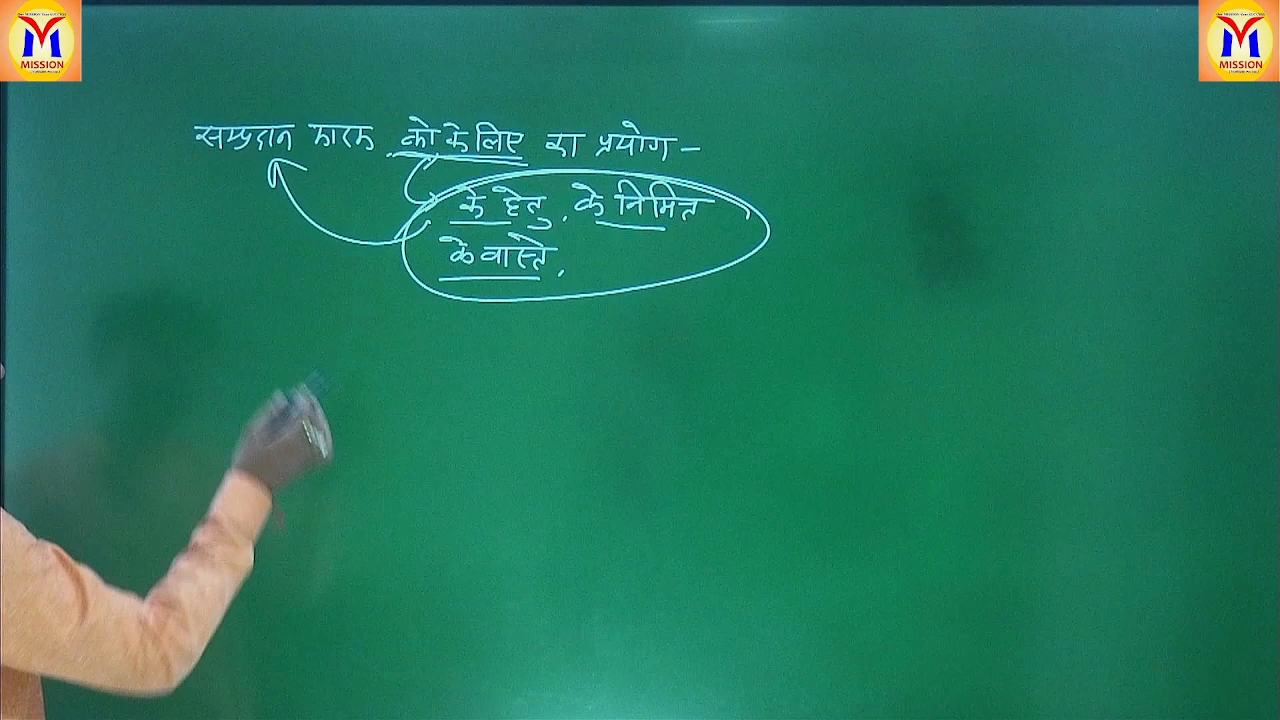 सम्प्रदान कारक को के लिए का प्रयोग -
के हेतु, के निमित
के वास्ते,
MISSION
MISSION